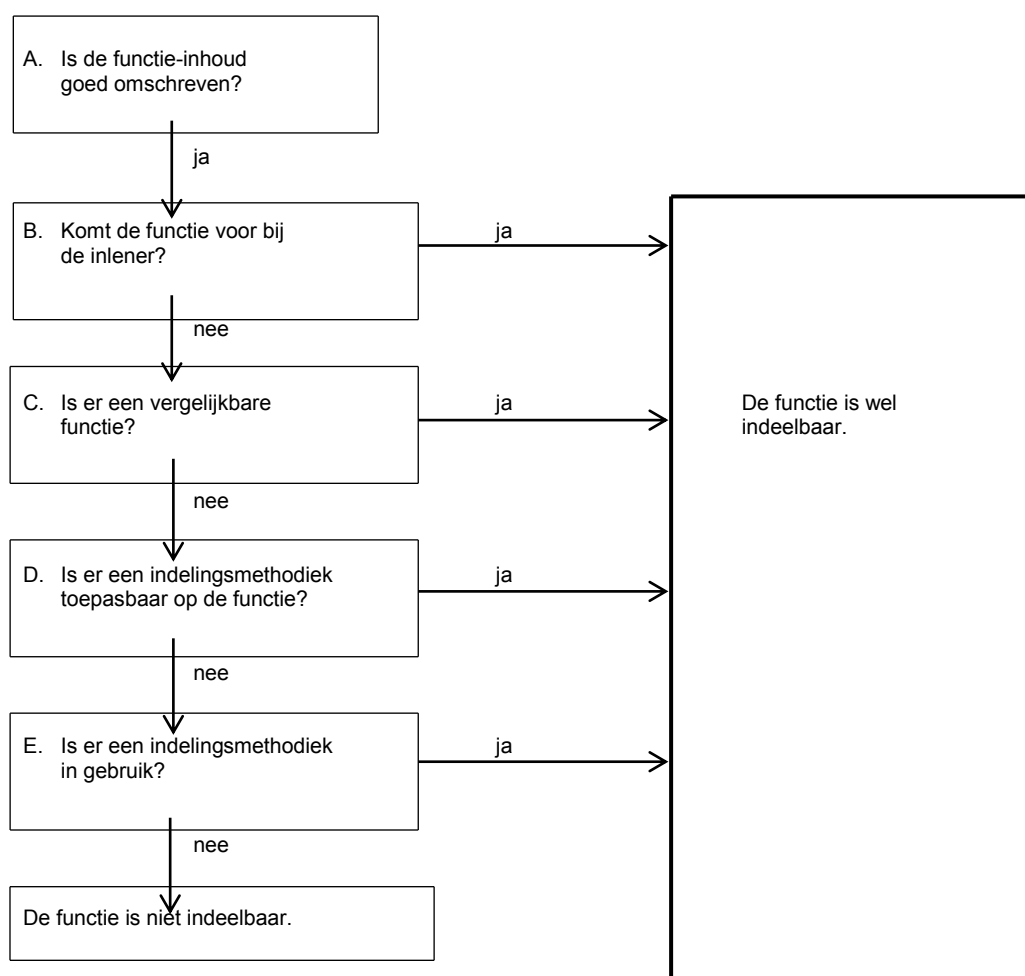 A. Is de functie-inhoud
goed omschreven?
ja
B. Komt de functie voor bij
de inlener?
ja
nee
C. Is er een vergelijkbare
functie?
ja
De functie is wel
indeelbaar.
nee
D. Is er een indelingsmethodiek
toepasbaar op de functie?
ja
nee
E. Is er een indelingsmethodiek
in gebruik?
ja
nee
De functie is niet indeelbaar.